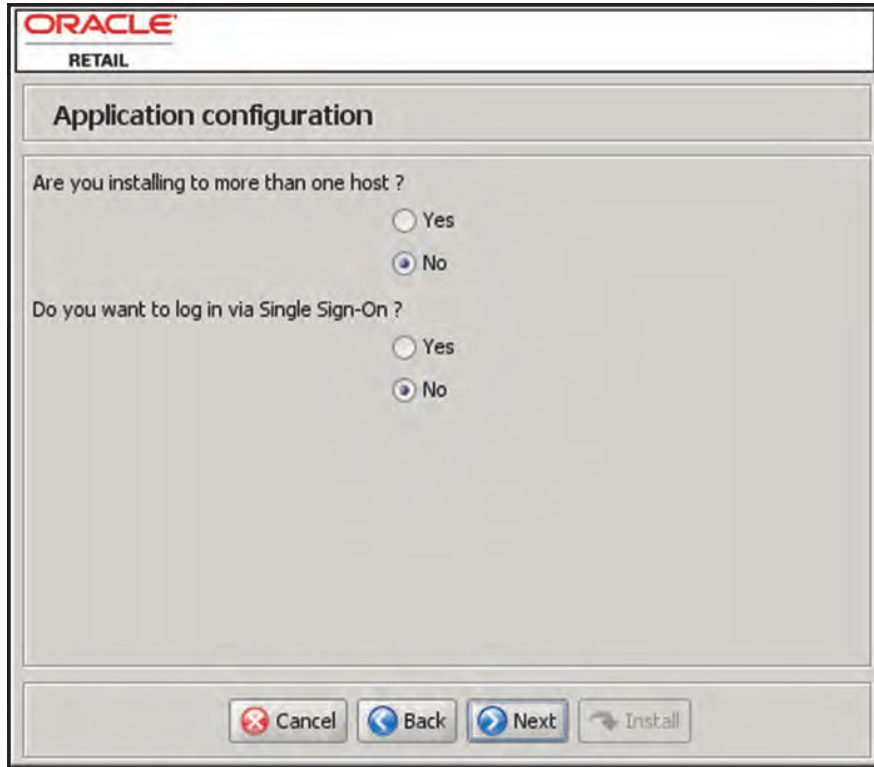 ORACLE
RETAIL
Application configuration
Are you installing to more than one host ?
Yes
No
Do you want to log in via Single Sign-On ?
Yes
No
Cancel Back Next Install